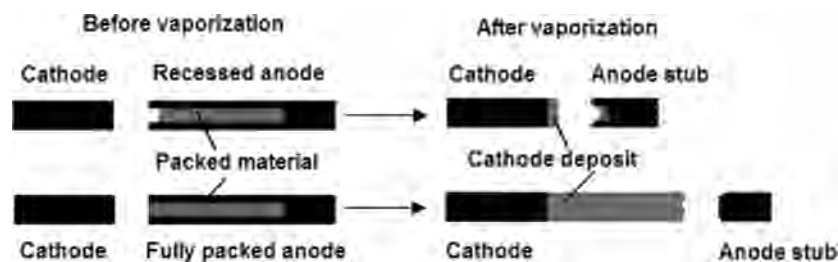 Before vaporization
After vaporization
Cathode
Recessed anode
Cathode
Anode stub
Packed material
Cathode deposit
Cathode
Fully packed anode
Cathode
Anode stub